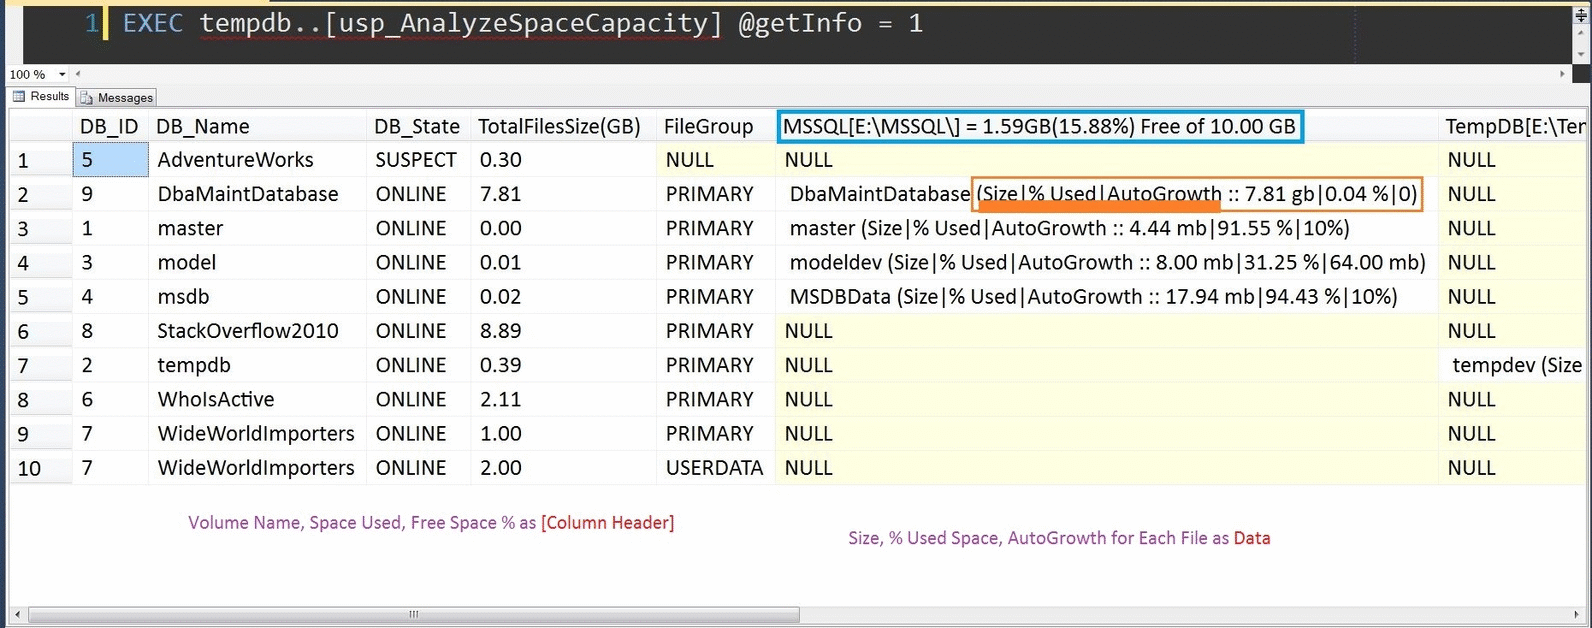 1 EXEC tempdb..[usp_AnalyzeSpaceCapacity] @getInfo = 1
100 %
Results Messages
DB_ID DB_Name DB_State TotalFilesSize(GB) FileGroup MSSQL[E:\MSSQL\] = 1.59GB(15.88%) Free of 10.00 GB TempDB[E:\Ten
1 5 AdventureWorks SUSPECT 0.30 NULL NULL NULL
2 9 DbaMaintDatabase ONLINE 7.81 PRIMARY DbaMaintDatabase (Size|% Used|AutoGrowth :: 7.81 gb|0.04 %|0) NULL
3 1 master ONLINE 0.00 PRIMARY master (Size|% Used|AutoGrowth :: 4.44 mb|91.55 %|10%) NULL
4 3 model ONLINE 0.01 PRIMARY modeldev (Size|% Used|AutoGrowth :: 8.00 mb|31.25 %|64.00 mb) NULL
5 4 msdb ONLINE 0.02 PRIMARY MSDBData (Size|% Used|AutoGrowth :: 17.94 mb|94.43 %|10%) NULL
6 8 StackOverflow2010 ONLINE 8.89 PRIMARY NULL NULL
7 2 tempdb ONLINE 0.39 PRIMARY NULL tempdev (Size
8 6 WhoIsActive ONLINE 2.11 PRIMARY NULL NULL
9 7 WideWorldImporters ONLINE 1.00 PRIMARY NULL NULL
10 7 WideWorldImporters ONLINE 2.00 USERDATA NULL NULL
Volume Name, Space Used, Free Space % as [Column Header]
Size, % Used Space, AutoGrowth for Each File as Data